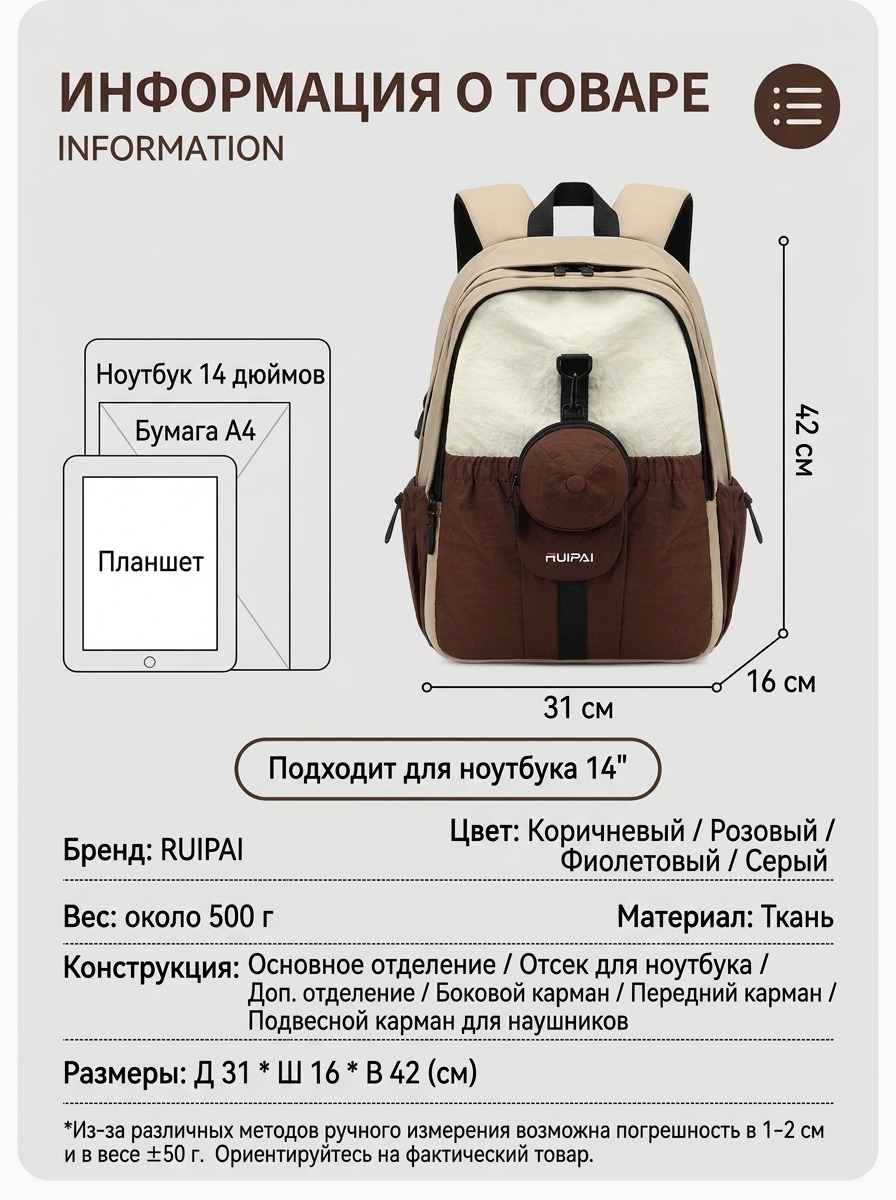 ИНФОРМАЦИЯ О ТОВАРЕ
INFORMATION
Ноутбук 14 дюймов
Бумага A4
Планшет
RUIPAI
42 см
16 см
31 см
Подходит для ноутбука 14"
Бренд: RUIPAI
Цвет: Коричневый / Розовый /
Фиолетовый / Серый
Вес: около 500 г
Материал: Ткань
Конструкция: Основное отделение / Отсек для ноутбука /
Доп. отделение / Боковой карман / Передний карман /
Подвесной карман для наушников
Размеры: Д 31 * Ш 16 * В 42 (см)
*Из-за различных методов ручного измерения возможна погрешность в 1-2 см
и в весе ±50 г. Ориентируйтесь на фактический товар.